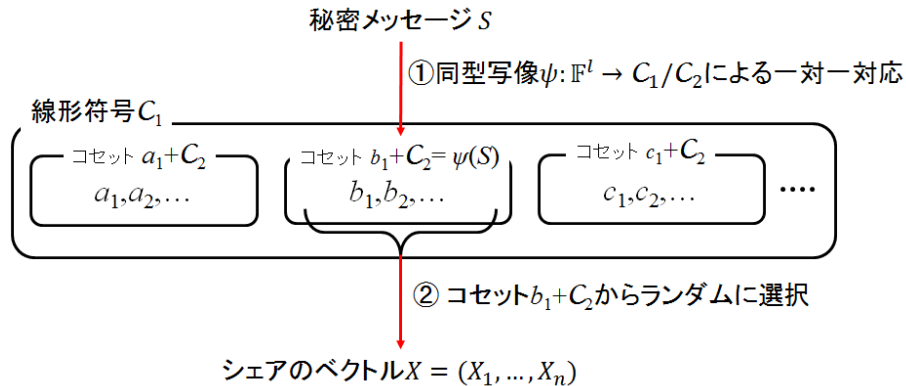 秘密メッセージ S
①同型写像ψ: 𝔽^l → C₁/C₂による一対一対応
線形符号C₁
コセット a₁+C₂
a₁,a₂,…
コセット b₁+C₂= ψ(S)
b₁,b₂,…
コセット c₁+C₂
c₁,c₂,…
····
② コセットb₁+C₂からランダムに選択
シェアのベクトルX = (X₁, …, Xₙ)